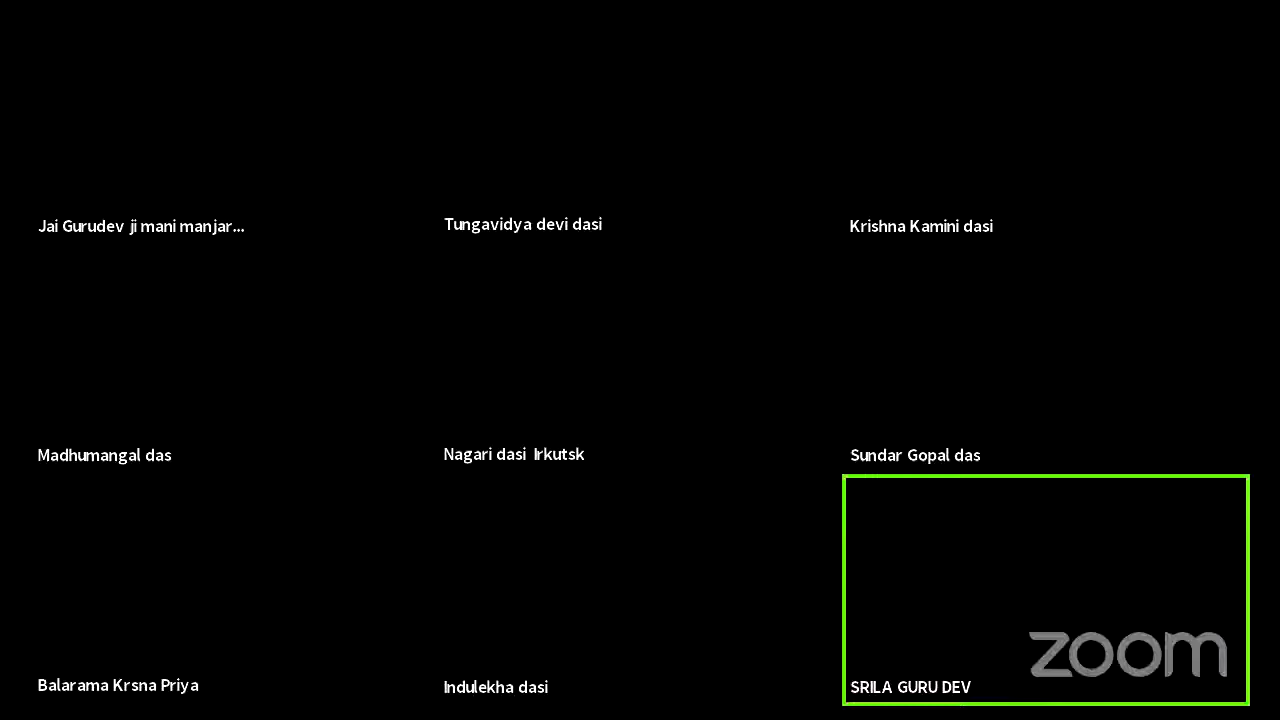 Jai Gurudev ji mani manjar...
Tungavidya devi dasi
Krishna Kamini dasi
Madhumangal das
Nagari dasi Irkutsk
Sundar Gopal das
Balarama Krsna Priya
Indulekha dasi
zoom
SRILA GURU DEV